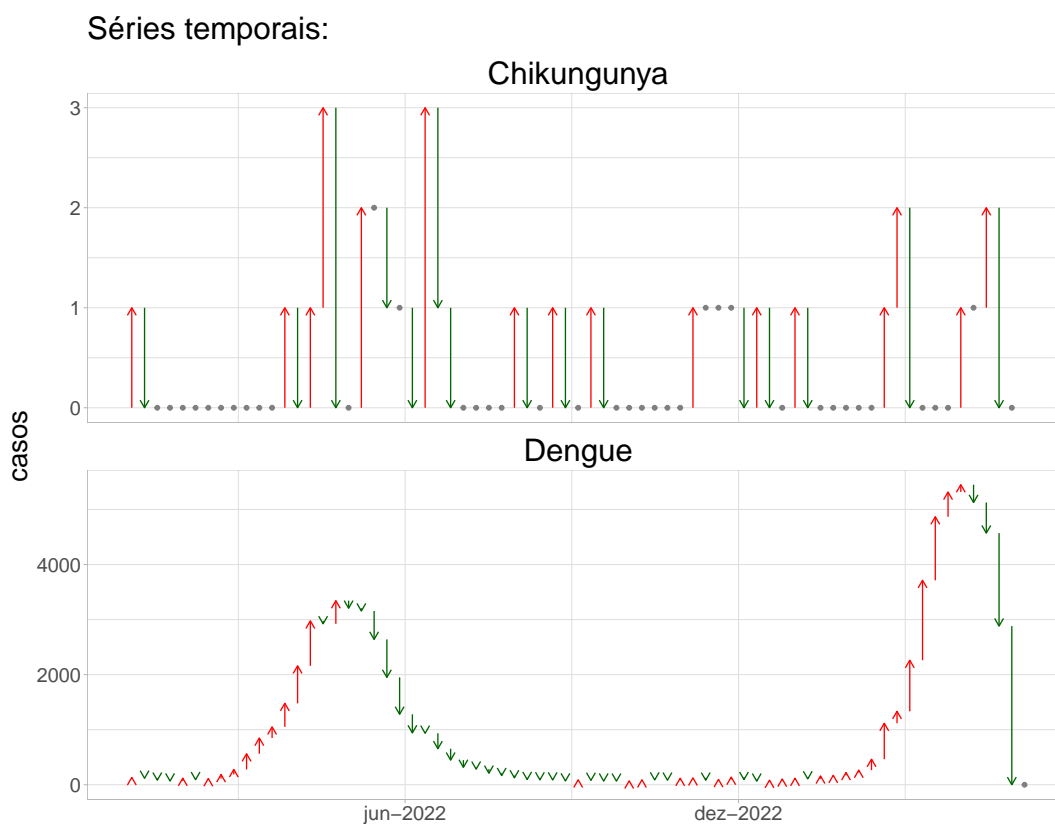 Séries temporais:
Chikungunya
3
2
1
0
casos
Dengue
4000
2000
0
jun−2022
dez−2022